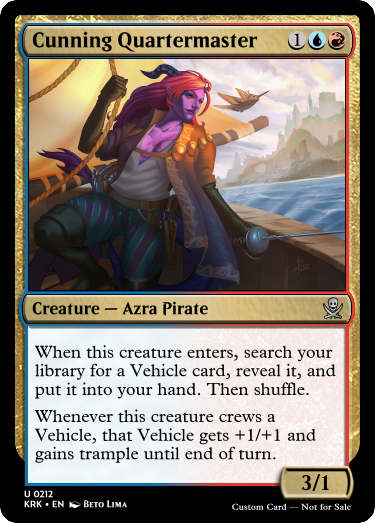 Cunning Quartermaster 1
Creature — Azra Pirate
When this creature enters, search your
library for a Vehicle card, reveal it, and
put it into your hand. Then shuffle.
Whenever this creature crews a
Vehicle, that Vehicle gets +1/+1 and
gains trample until end of turn.
3/1
U 0212
KRK • EN Beto Lima
Custom Card — Not for Sale